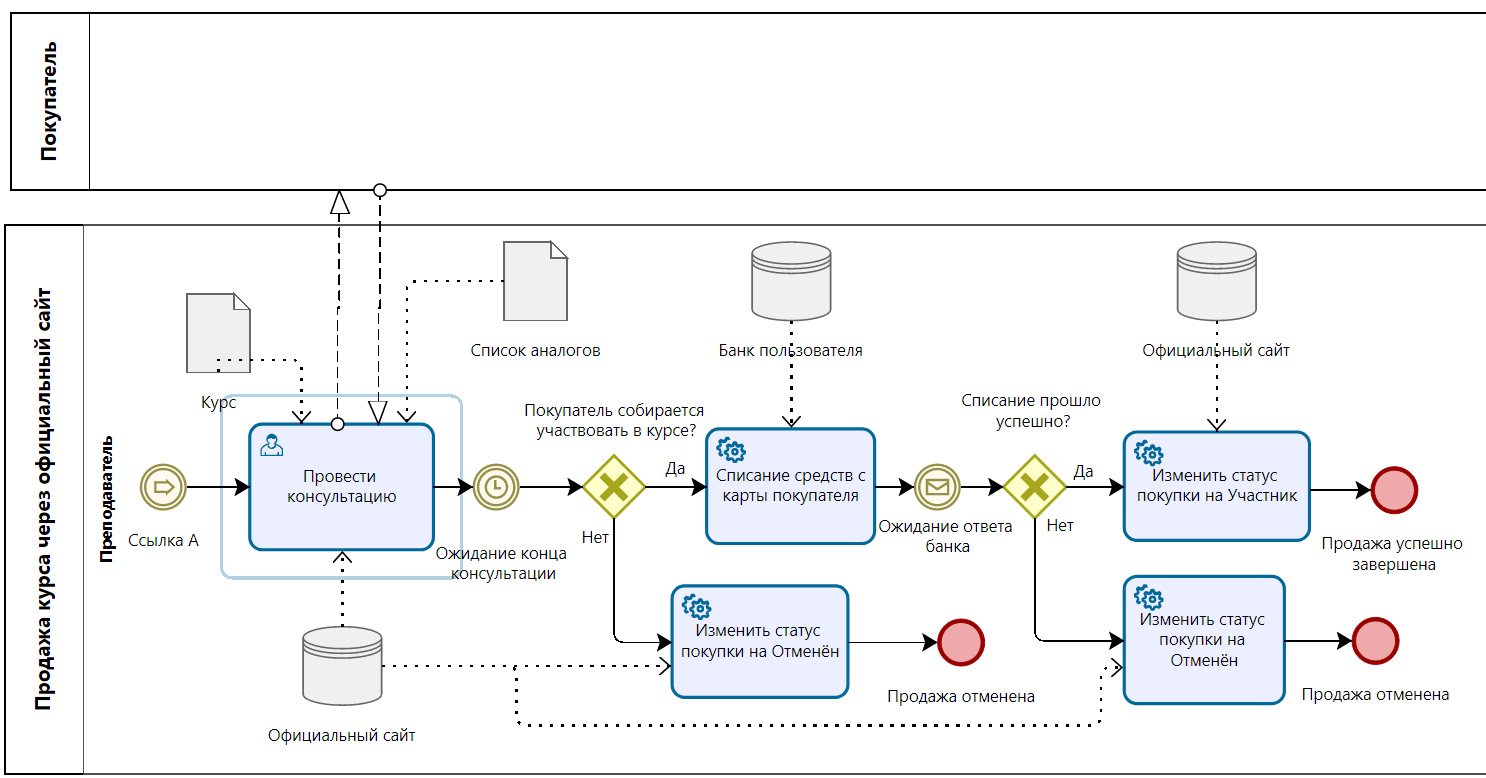 Покупатель
Продажа курса через официальный сайт
Преподаватель
Курс
Список аналогов
Банк пользователя
Официальный сайт
Покупатель собирается
участвовать в курсе?
Списание прошло
успешно?
Ссылка А
Провести
консультацию
Ожидание конца
консультации
Да
Нет
Списание средств с
карты покупателя
Ожидание ответа
банка
Да
Нет
Изменить статус
покупки на Участник
Продажа успешно
завершена
Официальный сайт
Изменить статус
покупки на Отменён
Продажа отменена
Изменить статус
покупки на
Отменён
Продажа отменена